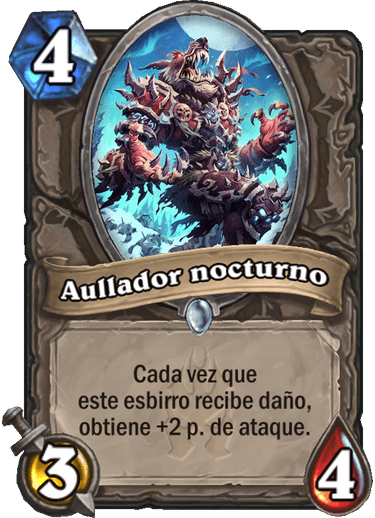 4
Aullador nocturno
Cada vez que
este esbirro recibe daño,
obtiene +2 p. de ataque.
3
4